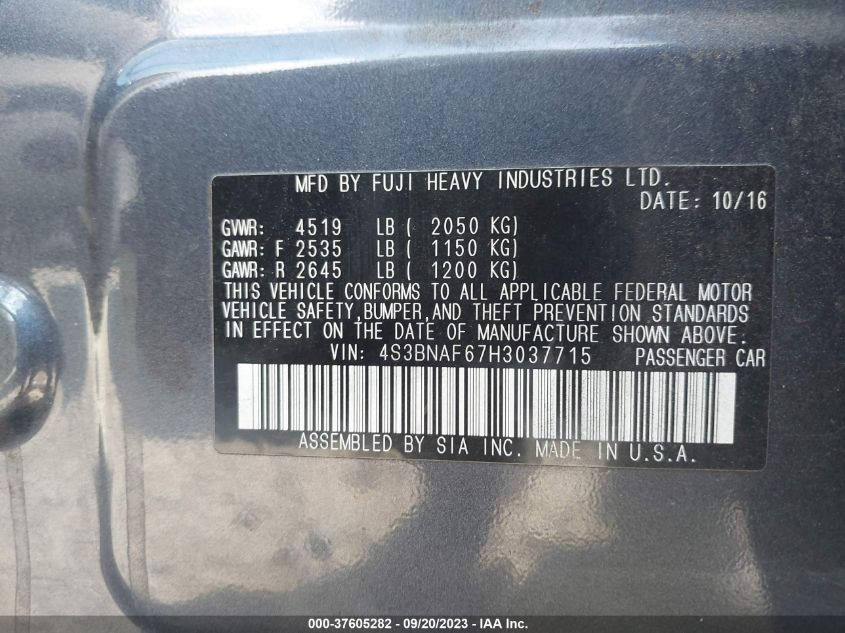 MFD BY FUJI HEAVY INDUSTRIES LTD.
DATE: 10/16
GVWR: 4519 LB ( 2050 KG)
GAWR: F 2535 LB ( 1150 KG)
GAWR: R 2645 LB ( 1200 KG)
THIS VEHICLE CONFORMS TO ALL APPLICABLE FEDERAL MOTOR
VEHICLE SAFETY,BUMPER,AND THEFT PREVENTION STANDARDS
IN EFFECT ON THE DATE OF MANUFACTURE SHOWN ABOVE.
VIN: 4S3BNAF67H3037715 PASSENGER CAR
ASSEMBLED BY SIA INC. MADE IN U.S.A.
000-37605282 - 09/20/2023 - IAA Inc.